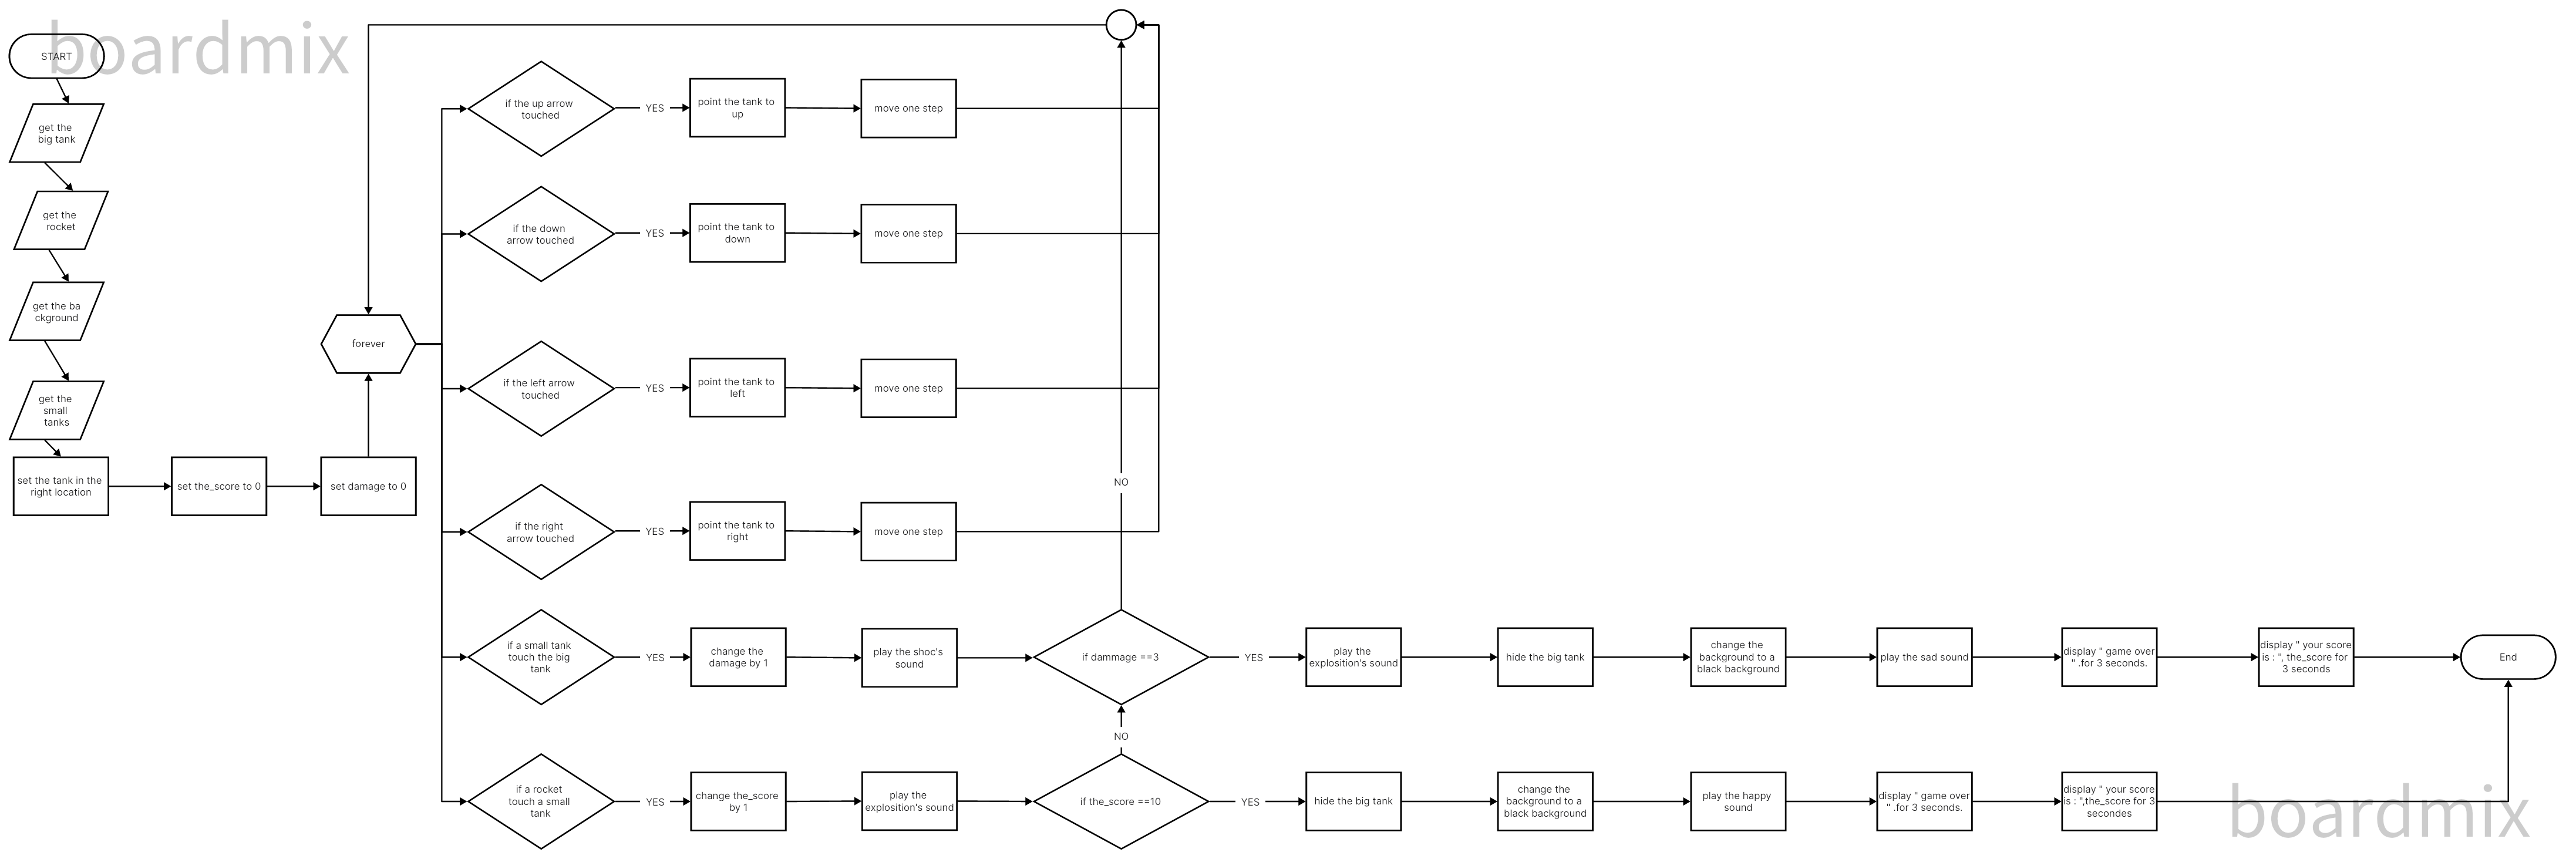 boardmix
START
get the
big tank
get the
rocket
get the ba
ckground
get the
small
tanks
set the tank in the
right location
set the_score to 0
set damage to 0
forever
if the up arrow
touched
YES
point the tank to
up
move one step
if the down
arrow touched
YES
point the tank to
down
move one step
if the left arrow
touched
YES
point the tank to
left
move one step
NO
if the right
arrow touched
YES
point the tank to
right
move one step
if a small tank
touch the big
tank
YES
change the
damage by 1
play the shoc's
sound
if dammage ==3
YES
play the
explosition's sound
hide the big tank
change the
background to a
black background
play the sad sound
display " game over
" .for 3 seconds.
display " your score
is : ", the_score for
3 seconds
End
NO
if a rocket
touch a small
tank
YES
change the_score
by 1
play the
explosition's sound
if the_score ==10
YES
hide the big tank
change the
background to a
black background
play the happy
sound
display " game over
" .for 3 seconds.
display " your score
is : ",the_score for 3
secondes
boardmix